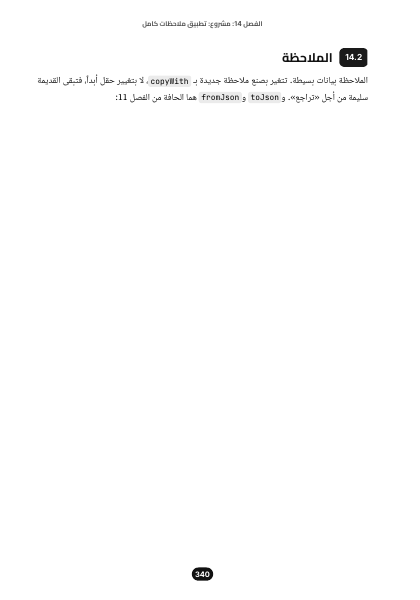 الفصل 14: مشروع: تطبيق ملاحظات كامل
14.2 الملاحظة
الملاحظة بيانات بسيطة. تتغير بصنع ملاحظة جديدة بـ copyWith، لا بتغيير حقل أبداً، فتبقى القديمة
سليمة من أجل «تراجع». و toJson و fromJson هما الحافة من الفصل 11:
340